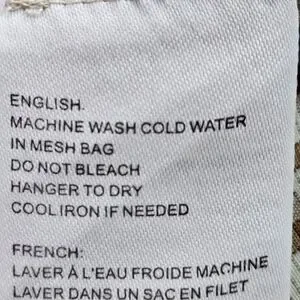 ENGLISH.
MACHINE WASH COLD WATER
IN MESH BAG
DO NOT BLEACH
HANGER TO DRY
COOL IRON IF NEEDED
FRENCH:
LAVER À L'EAU FROIDE MACHINE
LAVER DANS UN SAC EN FILET